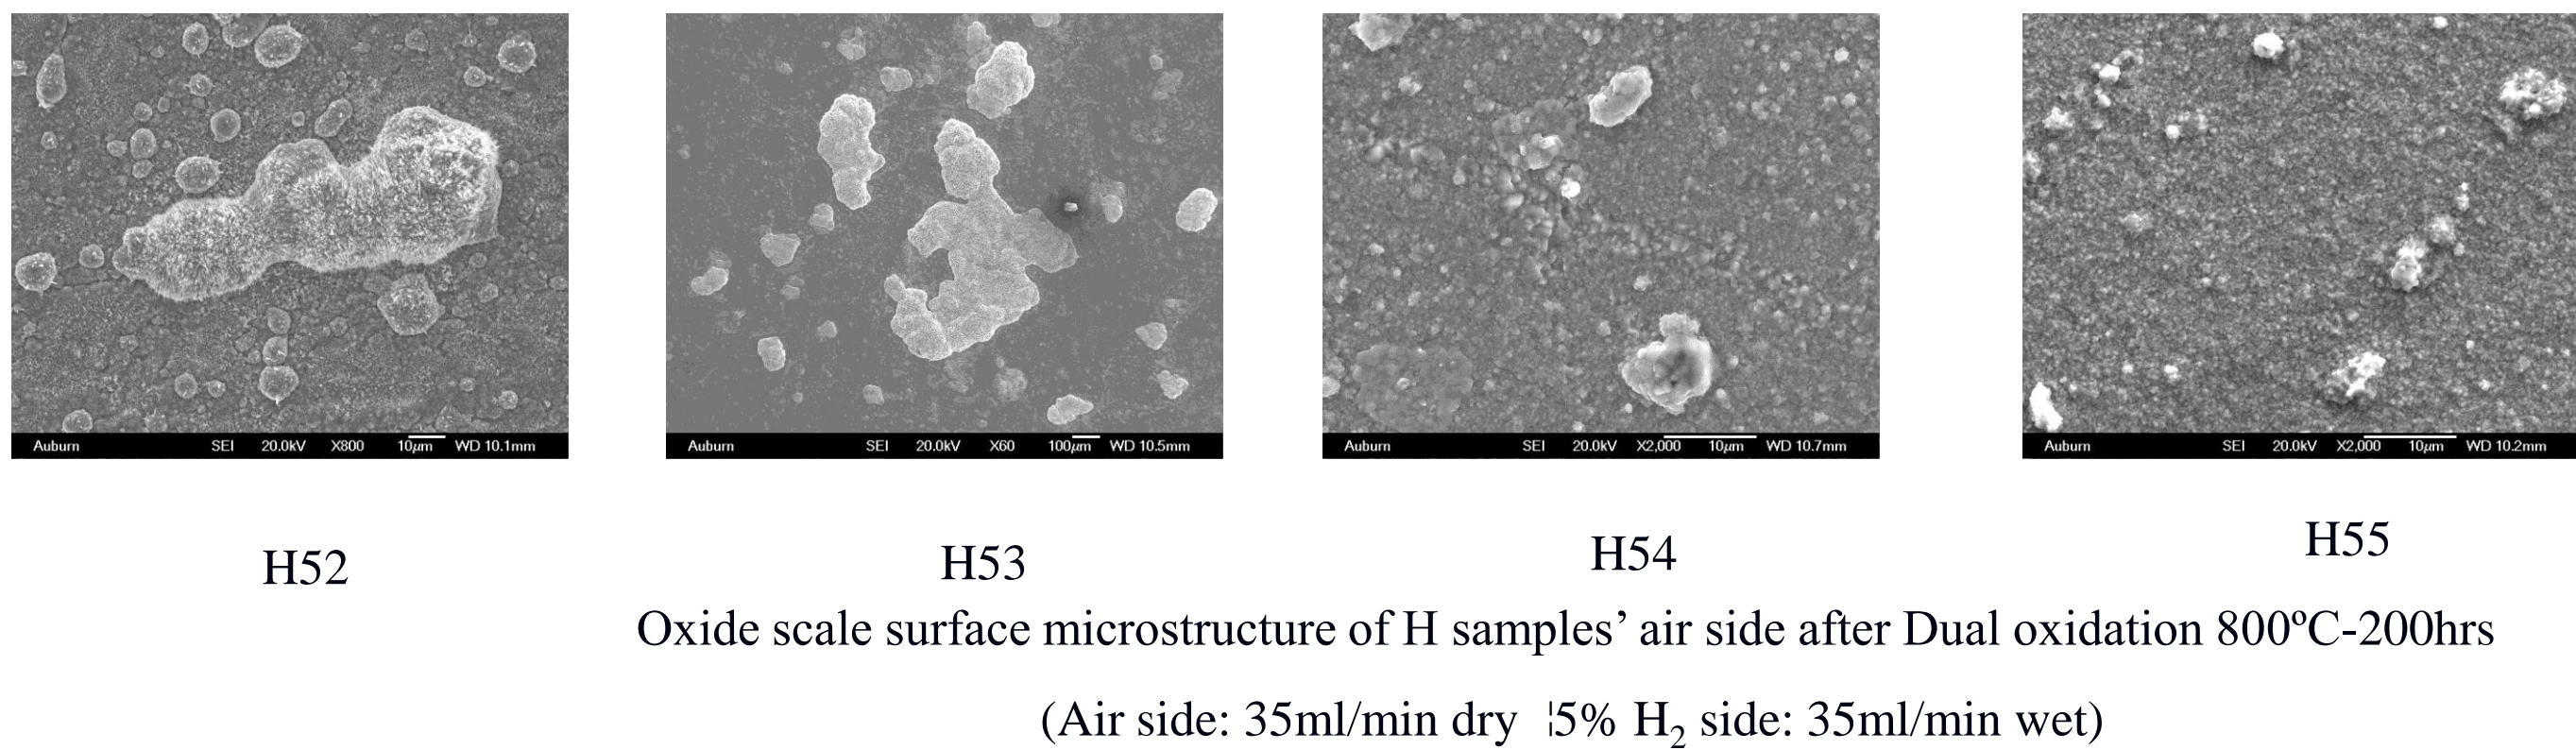 Auburn SEI 20.0kV X800 10μm WD 10.1mm
Auburn SEI 20.0kV X60 100μm WD 10.5mm
Auburn SEI 20.0kV X2,000 10μm WD 10.7mm
Auburn SEI 20.0kV X2,000 10μm WD 10.2mm
H52
H53
H54
H55
Oxide scale surface microstructure of H samples’ air side after Dual oxidation 800ºC-200hrs
(Air side: 35ml/min dry ¦5% H₂ side: 35ml/min wet)